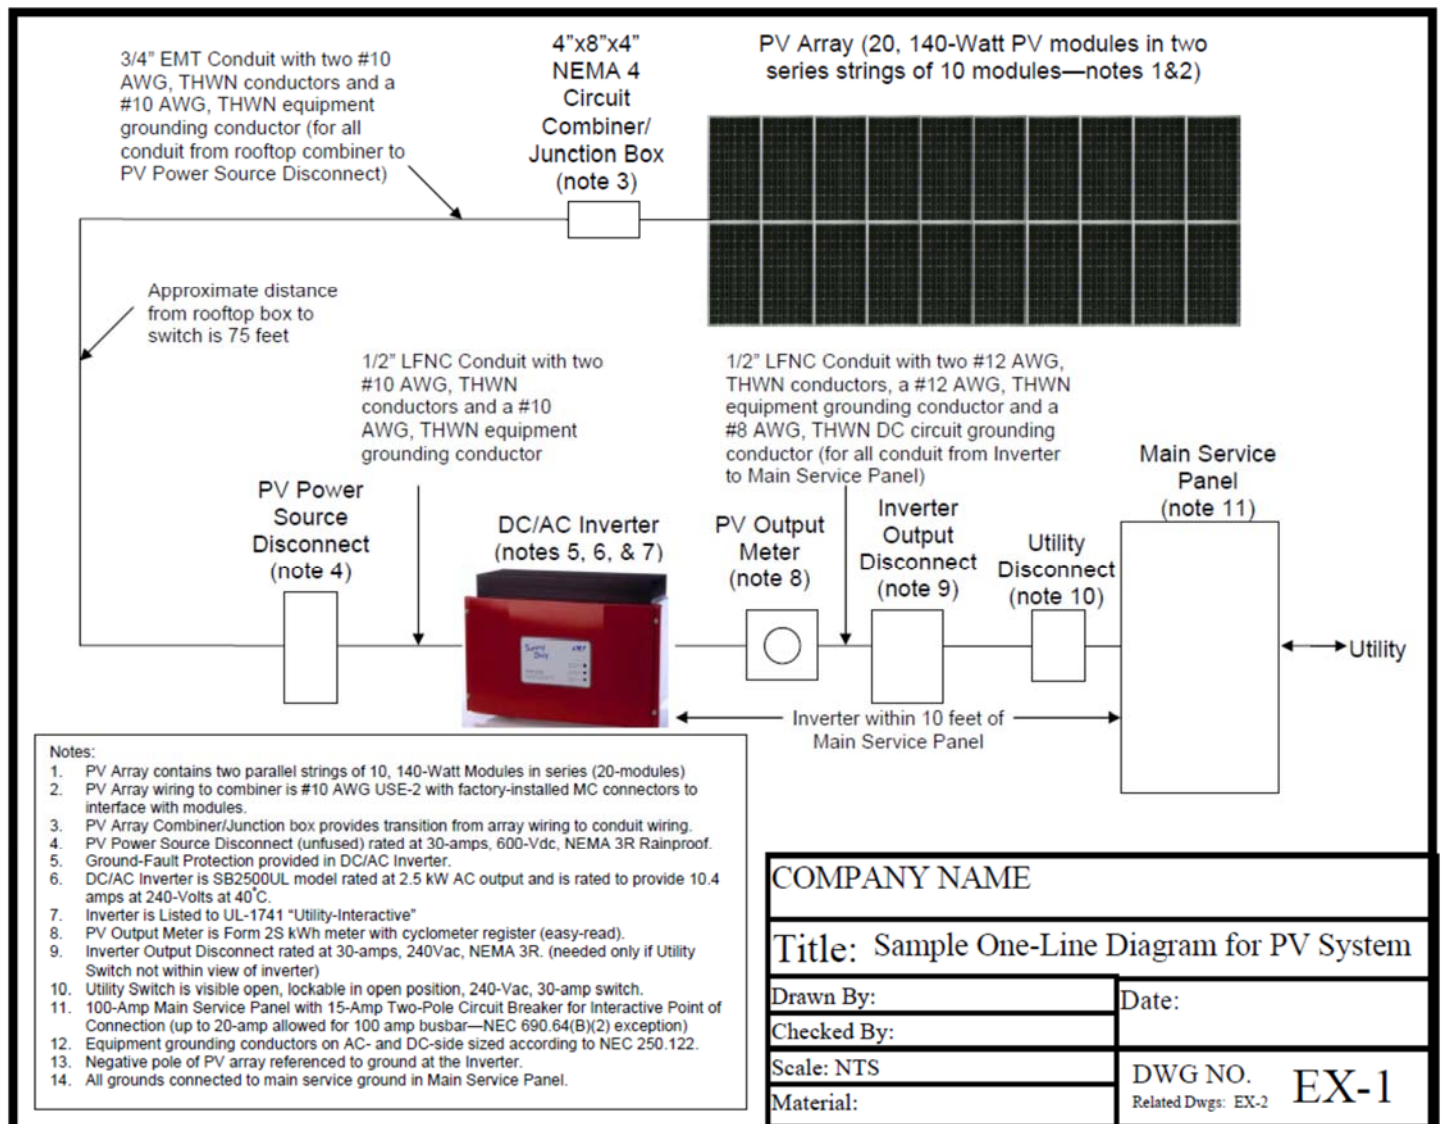 3/4” EMT Conduit with two #10
AWG, THWN conductors and a
#10 AWG, THWN equipment
grounding conductor (for all
conduit from rooftop combiner to
PV Power Source Disconnect)
4”x8”x4”
NEMA 4
Circuit
Combiner/
Junction Box
(note 3)
PV Array (20, 140-Watt PV modules in two
series strings of 10 modules—notes 1&2)
Approximate distance
from rooftop box to
switch is 75 feet
1/2” LFNC Conduit with two
#10 AWG, THWN
conductors and a #10
AWG, THWN equipment
grounding conductor
1/2” LFNC Conduit with two #12 AWG,
THWN conductors, a #12 AWG, THWN
equipment grounding conductor and a
#8 AWG, THWN DC circuit grounding
conductor (for all conduit from Inverter
to Main Service Panel)
PV Power
Source
Disconnect
(note 4)
DC/AC Inverter
(notes 5, 6, & 7)
Sunny
Boy
PV Output
Meter
(note 8)
Inverter
Output
Disconnect
(note 9)
Utility
Disconnect
(note 10)
Main Service
Panel
(note 11)
Utility
Inverter within 10 feet of
Main Service Panel
Notes:
1. PV Array contains two parallel strings of 10, 140-Watt Modules in series (20-modules)
2. PV Array wiring to combiner is #10 AWG USE-2 with factory-installed MC connectors to
interface with modules.
3. PV Array Combiner/Junction box provides transition from array wiring to conduit wiring.
4. PV Power Source Disconnect (unfused) rated at 30-amps, 600-Vdc, NEMA 3R Rainproof.
5. Ground-Fault Protection provided in DC/AC Inverter.
6. DC/AC Inverter is SB2500UL model rated at 2.5 kW AC output and is rated to provide 10.4
amps at 240-Volts at 40°C.
7. Inverter is Listed to UL-1741 “Utility-Interactive”
8. PV Output Meter is Form 2S kWh meter with cyclometer register (easy-read).
9. Inverter Output Disconnect rated at 30-amps, 240Vac, NEMA 3R. (needed only if Utility
Switch not within view of inverter)
10. Utility Switch is visible open, lockable in open position, 240-Vac, 30-amp switch.
11. 100-Amp Main Service Panel with 15-Amp Two-Pole Circuit Breaker for Interactive Point of
Connection (up to 20-amp allowed for 100 amp busbar—NEC 690.64(B)(2) exception)
12. Equipment grounding conductors on AC- and DC-side sized according to NEC 250.122.
13. Negative pole of PV array referenced to ground at the Inverter.
14. All grounds connected to main service ground in Main Service Panel.
COMPANY NAME
Title: Sample One-Line Diagram for PV System
Drawn By:
Date:
Checked By:
Scale: NTS
Material:
DWG NO. EX-1
Related Dwgs: EX-2